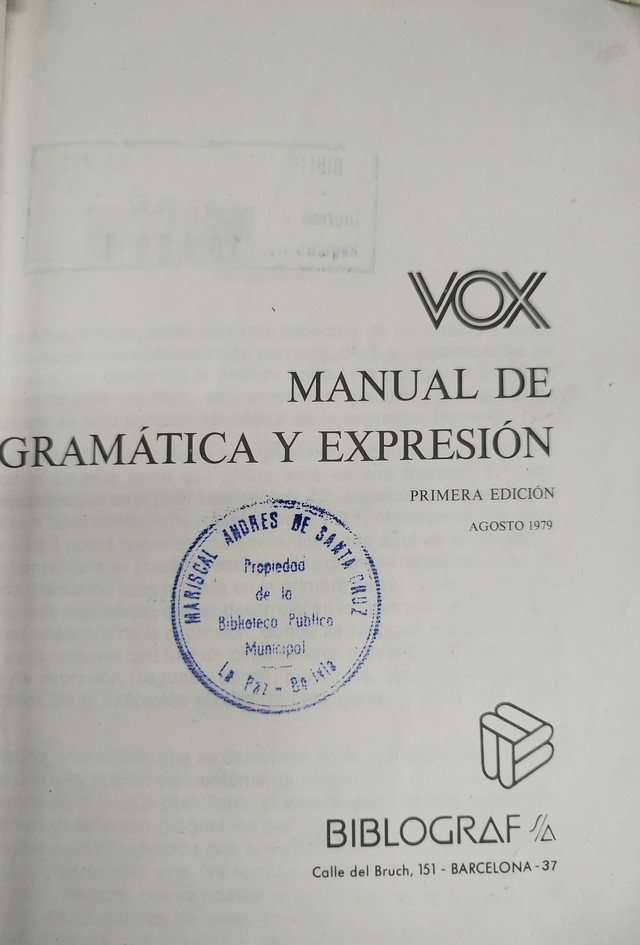 VOX
MANUAL DE
GRAMÁTICA Y EXPRESIÓN
PRIMERA EDICIÓN
AGOSTO 1979
MARISCAL ANDRES DE SANTA CRUZ
Propiedad
de la
Biblioteca Pública
Municipal
La Paz - Bolivia
BIBLOGRAF S/A
Calle del Bruch, 151 - BARCELONA - 37